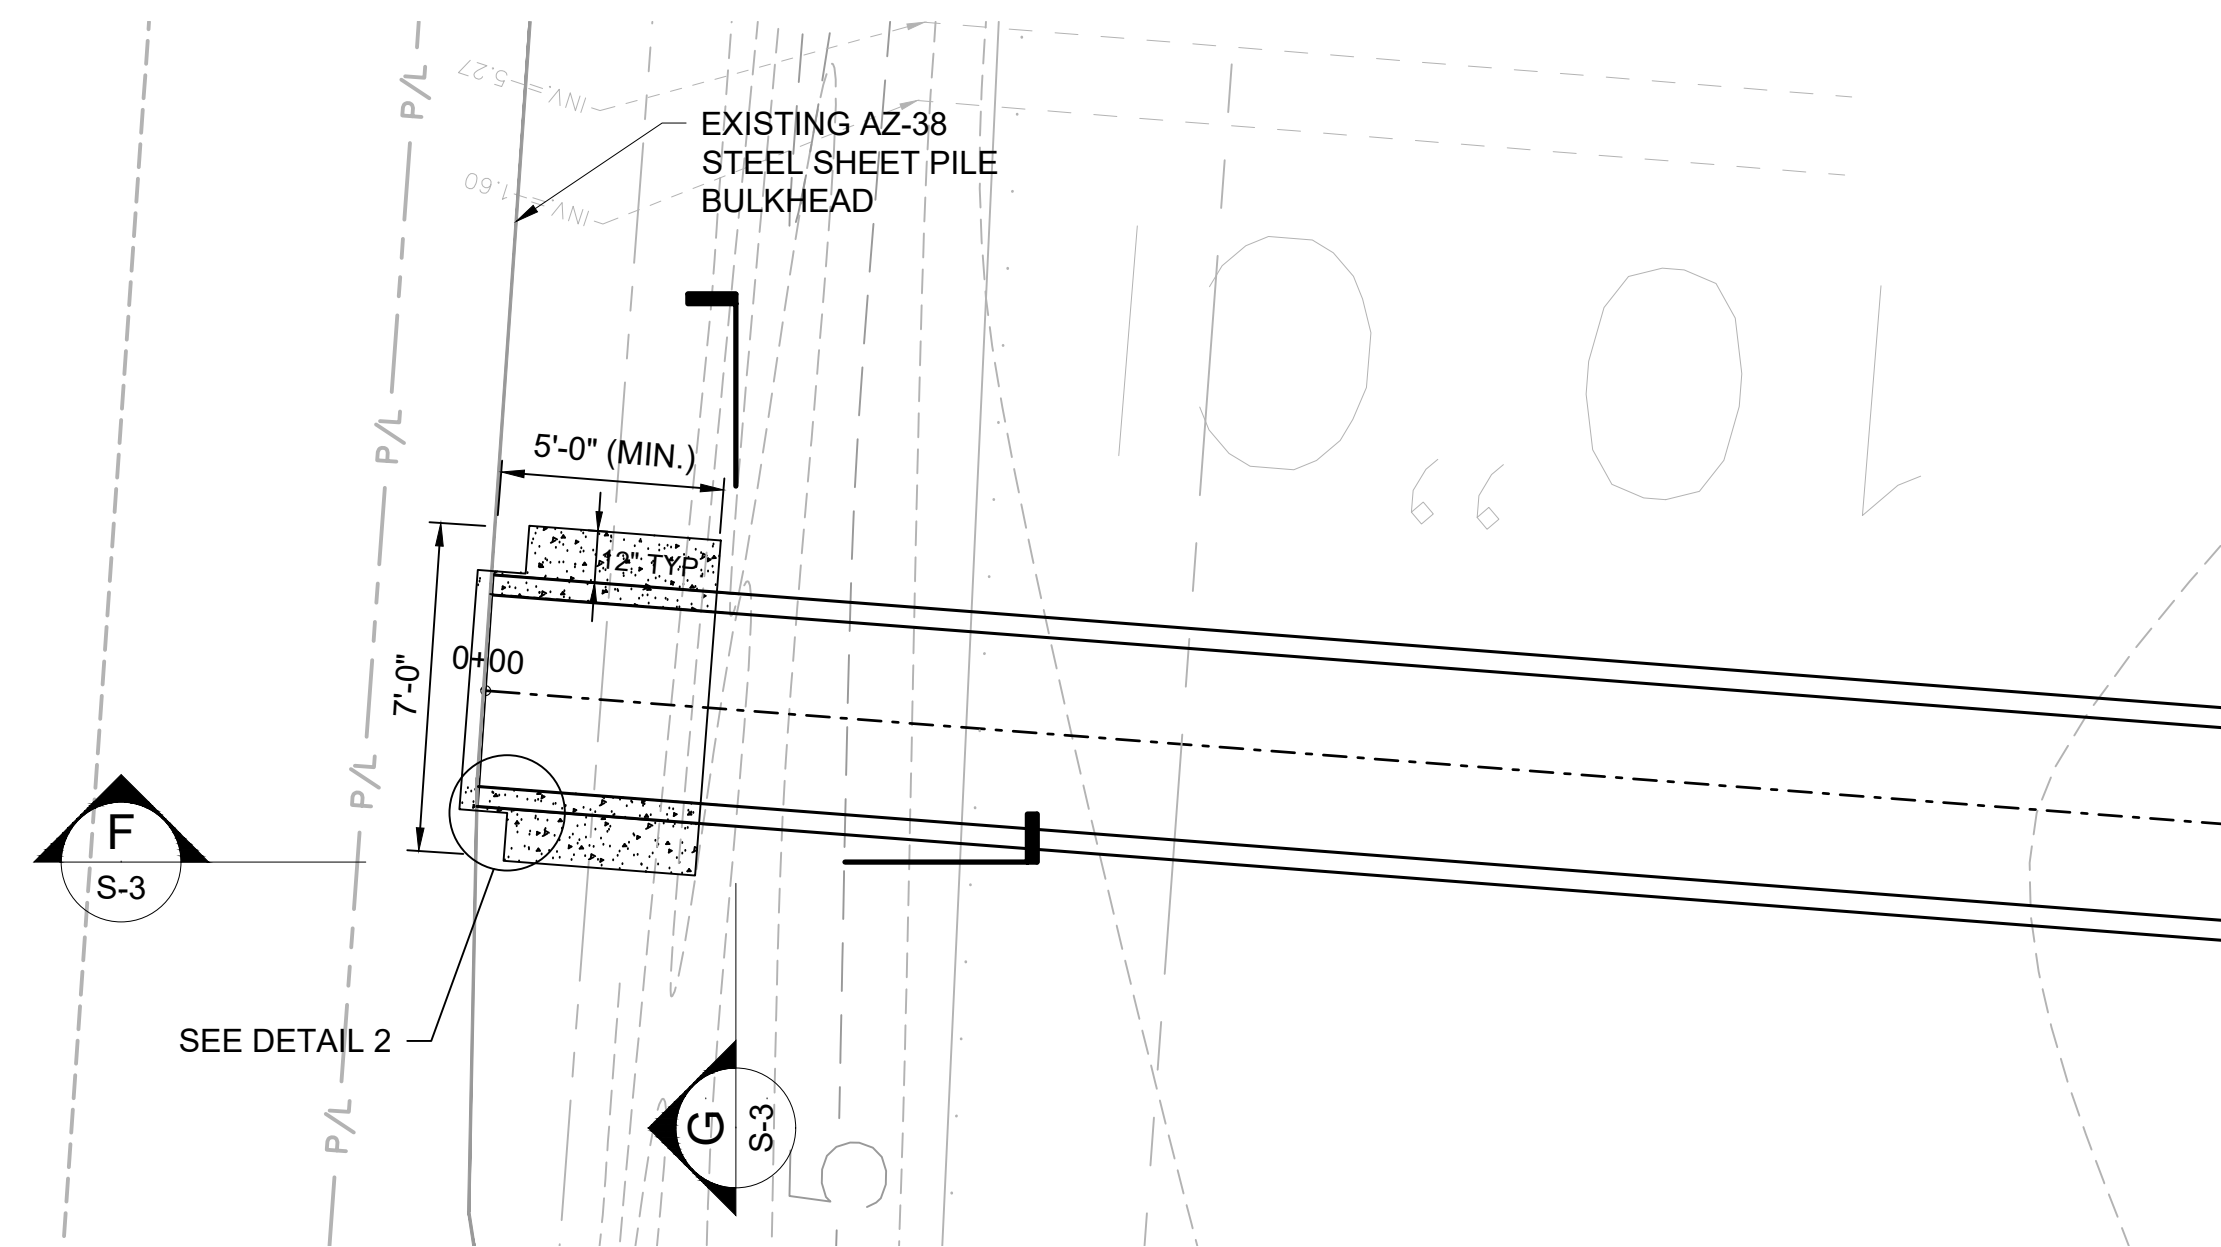 P/L
INV.=-5.27
EXISTING AZ-38
STEEL SHEET PILE
BULKHEAD
INV.=-1.60
P/L
5'-0" (MIN.)
12" TYP.
0+00
7'-0"
P/L
F
S-3
SEE DETAIL 2
P/L
G
S-3